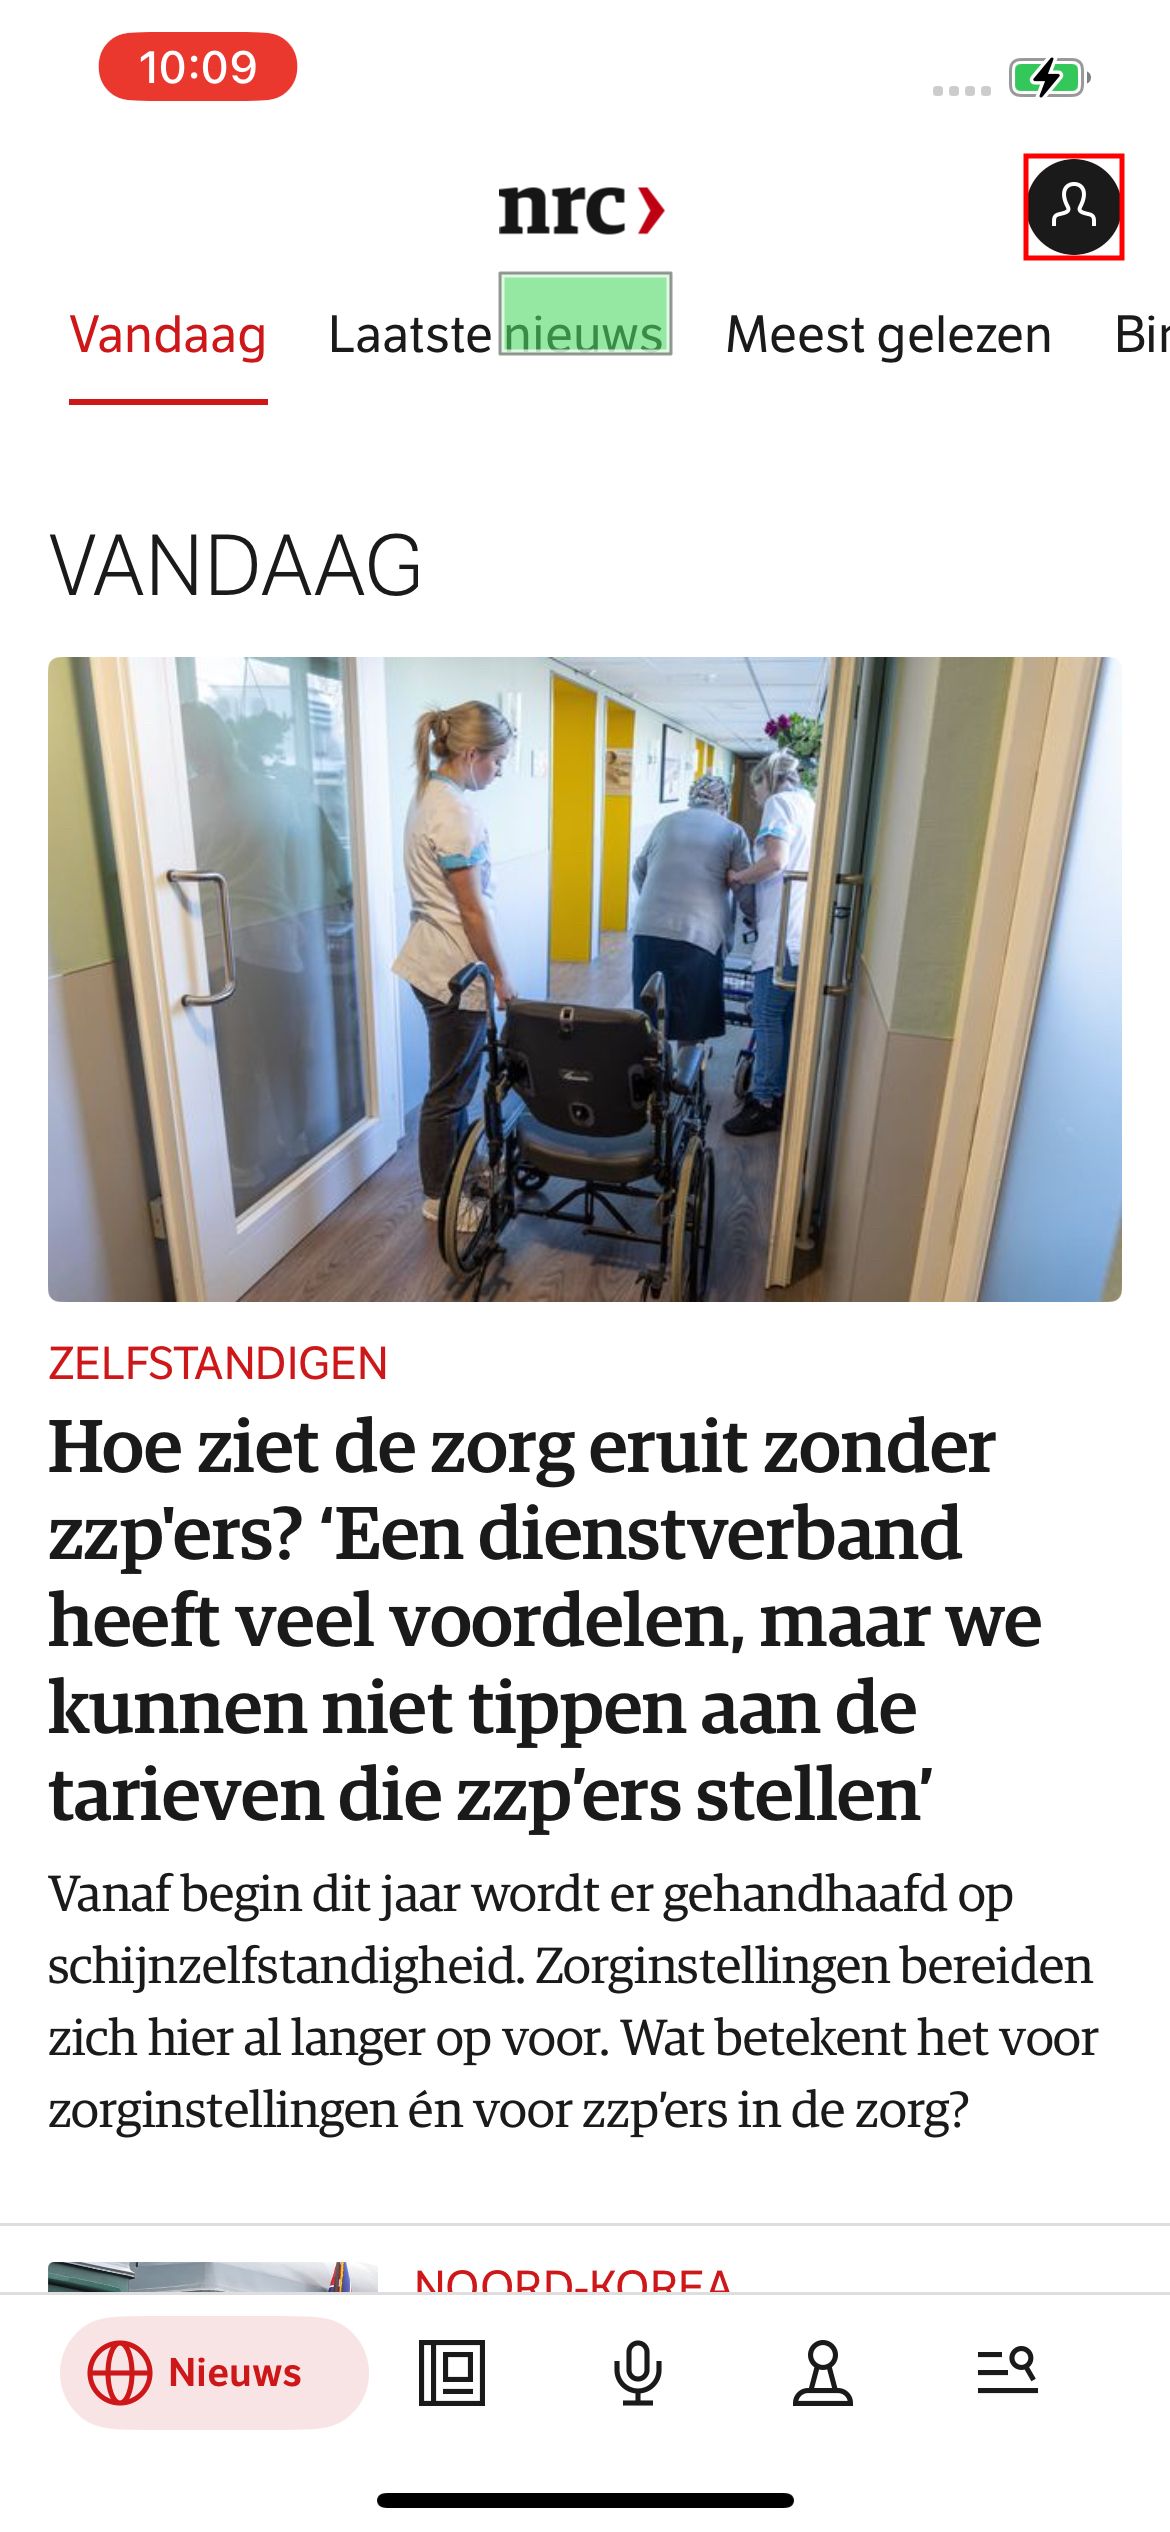 10:09
nrc
Vandaag Laatste nieuws Meest gelezen Bin
VANDAAG
ZELFSTANDIGEN
Hoe ziet de zorg eruit zonder
zzp'ers? ‘Een dienstverband
heeft veel voordelen, maar we
kunnen niet tippen aan de
tarieven die zzp’ers stellen’
Vanaf begin dit jaar wordt er gehandhaafd op
schijnzelfstandigheid. Zorginstellingen bereiden
zich hier al langer op voor. Wat betekent het voor
zorginstellingen én voor zzp’ers in de zorg?
NOORD-KOREA
Nieuws